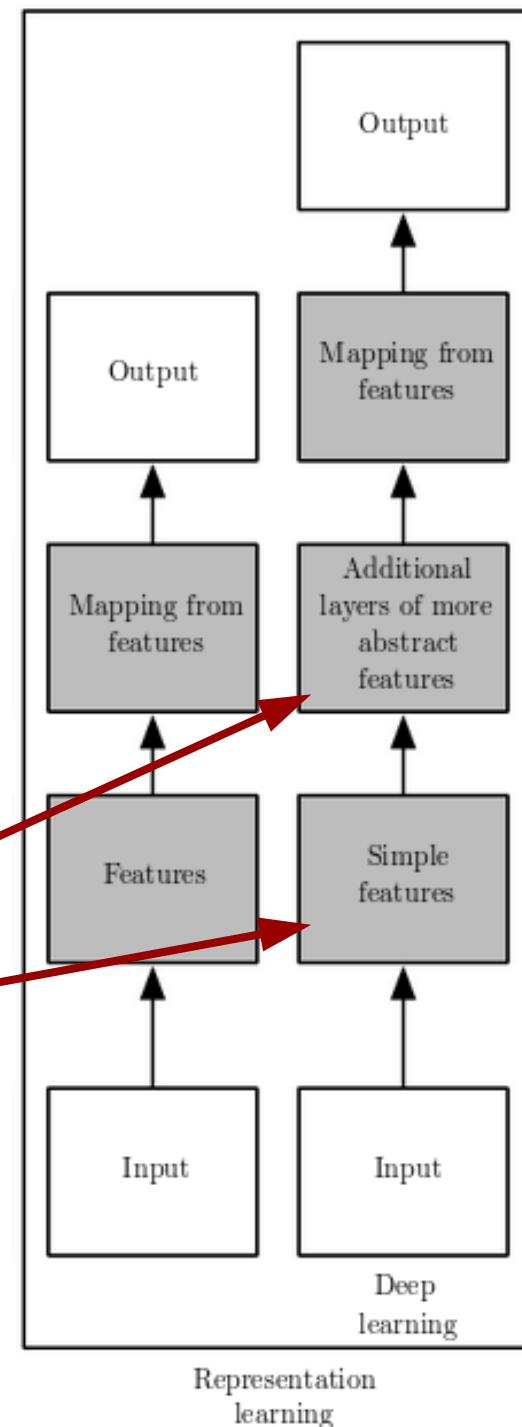 Output
Mapping from
features
Output
Additional
layers of more
abstract
features
Mapping from
features
Simple
features
Features
Input
Input
Deep
learning
Representation
learning